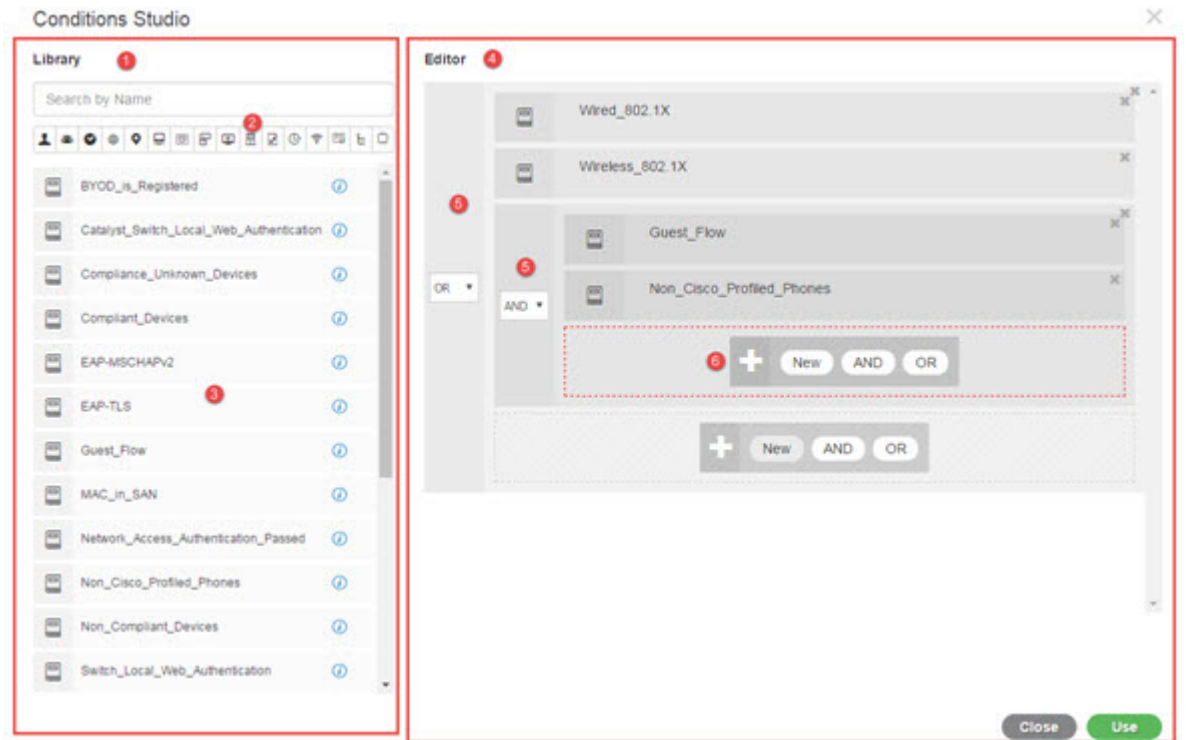 Conditions Studio
Library 1
Search by Name
2
BYOD_is_Registered
Catalyst_Switch_Local_Web_Authentication
Compliance_Unknown_Devices
Compliant_Devices
EAP-MSCHAPv2
3
EAP-TLS
Guest_Flow
MAC_in_SAN
Network_Access_Authentication_Passed
Non_Cisco_Profiled_Phones
Non_Compliant_Devices
Switch_Local_Web_Authentication
Editor 4
Wired_802.1X
Wireless_802.1X
5
OR
5
AND
Guest_Flow
Non_Cisco_Profiled_Phones
6 New AND OR
New AND OR
Close Use